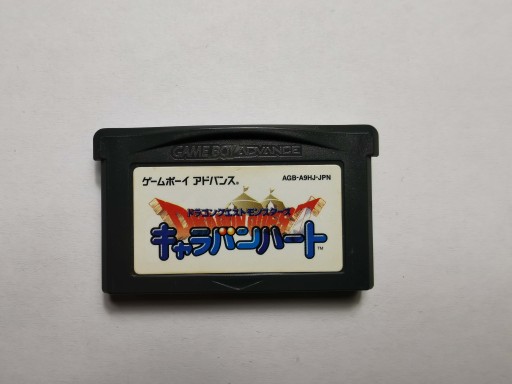 GAME BOY ADVANCE
ゲームボーイ アドバンス®
AGB-A9HJ-JPN
ドラゴンクエストモンスターズ
キャラバンハート™